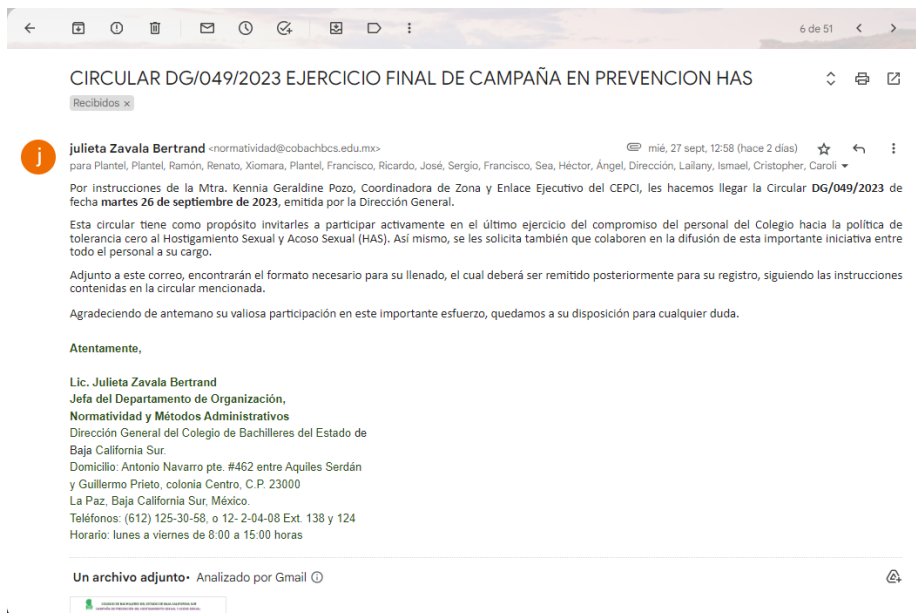 6 de 51
CIRCULAR DG/049/2023 EJERCICIO FINAL DE CAMPAÑA EN PREVENCION HAS
Recibidos x
j
julieta Zavala Bertrand <normatividad@cobachbcs.edu.mx>
mié, 27 sept, 12:58 (hace 2 días)
para Plantel, Plantel, Ramón, Renato, Xiomara, Plantel, Francisco, Ricardo, José, Sergio, Francisco, Sea, Héctor, Ángel, Dirección, Lailany, Ismael, Cristopher, Caroli
Por instrucciones de la Mtra. Kennia Geraldine Pozo, Coordinadora de Zona y Enlace Ejecutivo del CEPCI, les hacemos llegar la Circular DG/049/2023 de
fecha martes 26 de septiembre de 2023, emitida por la Dirección General.
Esta circular tiene como propósito invitarles a participar activamente en el último ejercicio del compromiso del personal del Colegio hacia la política de
tolerancia cero al Hostigamiento Sexual y Acoso Sexual (HAS). Así mismo, se les solicita también que colaboren en la difusión de esta importante iniciativa entre
todo el personal a su cargo.
Adjunto a este correo, encontrarán el formato necesario para su llenado, el cual deberá ser remitido posteriormente para su registro, siguiendo las instrucciones
contenidas en la circular mencionada.
Agradeciendo de antemano su valiosa participación en este importante esfuerzo, quedamos a su disposición para cualquier duda.
Atentamente,
Lic. Julieta Zavala Bertrand
Jefa del Departamento de Organización,
Normatividad y Métodos Administrativos
Dirección General del Colegio de Bachilleres del Estado de
Baja California Sur.
Domicilio: Antonio Navarro pte. #462 entre Aquiles Serdán
y Guillermo Prieto, colonia Centro, C.P. 23000
La Paz, Baja California Sur, México.
Teléfonos: (612) 125-30-58, o 12- 2-04-08 Ext. 138 y 124
Horario: lunes a viernes de 8:00 a 15:00 horas
Un archivo adjunto• Analizado por Gmail